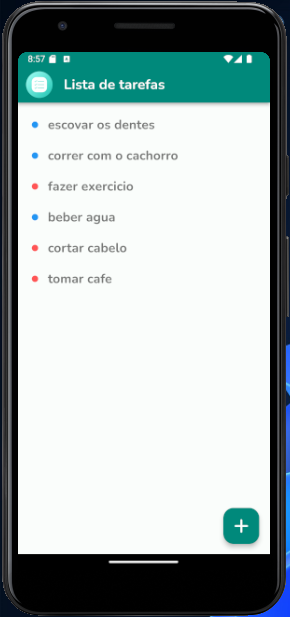 8:57
Lista de tarefas
escovar os dentes
correr com o cachorro
fazer exercicio
beber agua
cortar cabelo
tomar cafe